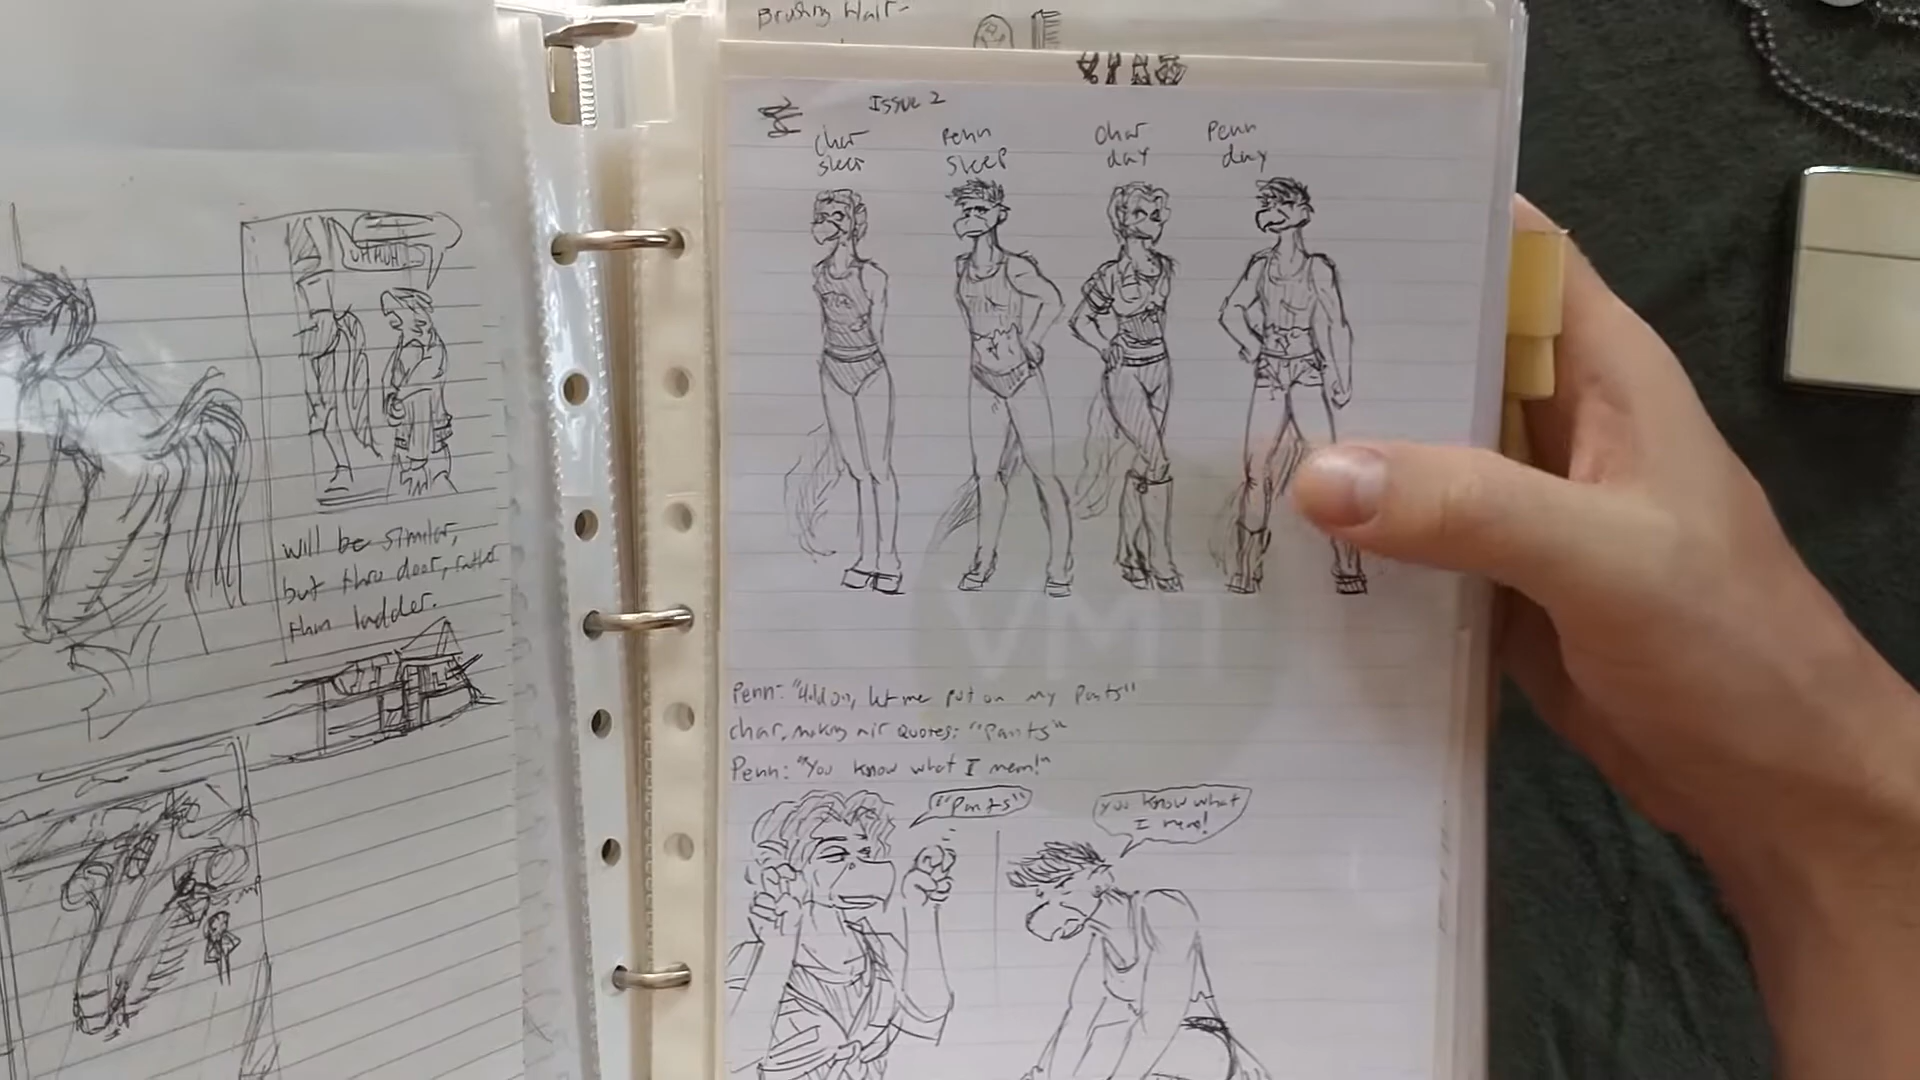 Brushing Hair-
Issue 2
Char
sleep
Penn
Sleep
Char
day
Penn
day
UHHUH...
will be similar,
but thru door, rather
than ladder.
Penn: "Hold on, let me put on my pants"
char, making air quotes: "Pants"
Penn: "You know what I mean!"
"Pants"
you know what
I mean!
VMT